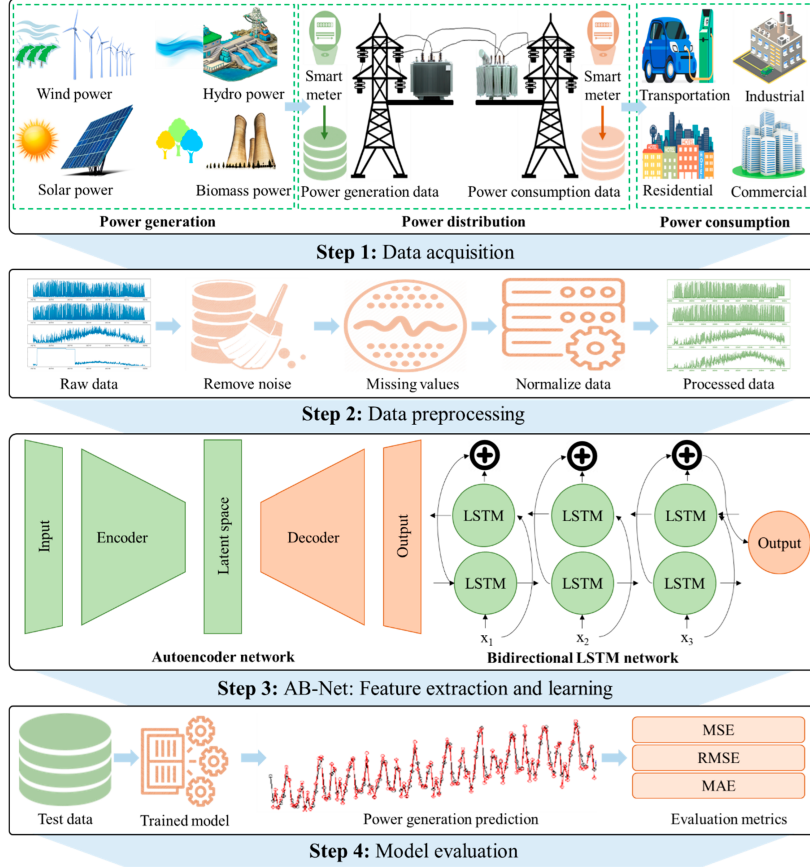 Wind power
Hydro power
Solar power
Biomass power
Power generation
Smart
meter
Smart
meter
Power generation data
Power consumption data
Power distribution
Transportation
Industrial
Residential
Commercial
Power consumption
Step 1: Data acquisition
Raw data
Remove noise
Missing values
Normalize data
Processed data
Step 2: Data preprocessing
Input
Encoder
Latent space
Decoder
Output
LSTM
LSTM
LSTM
LSTM
LSTM
LSTM
Output
x1
x2
x3
Autoencoder network
Bidirectional LSTM network
Step 3: AB-Net: Feature extraction and learning
Test data
Trained model
Power generation prediction
MSE
RMSE
MAE
Evaluation metrics
Step 4: Model evaluation